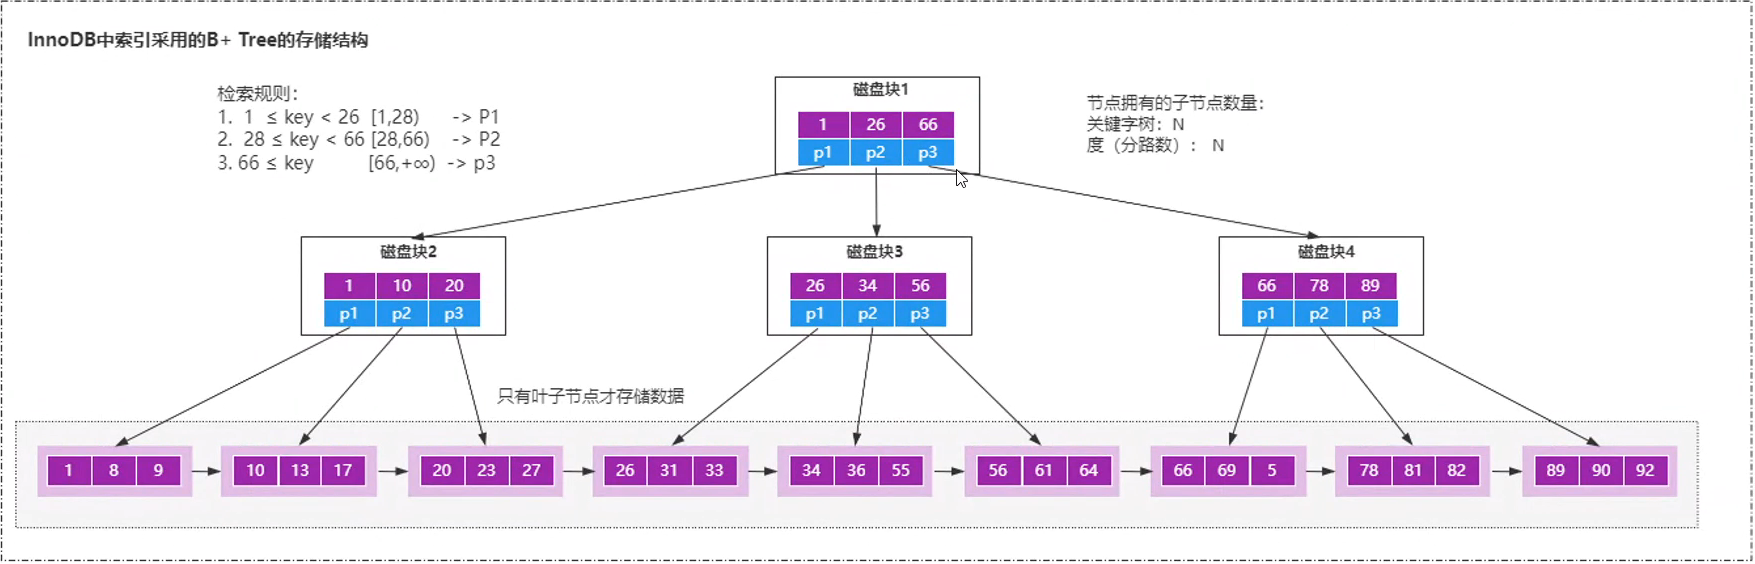 InnoDB中索引采用的B+ Tree的存储结构
检索规则：
1. 1 ≤ key < 26 [1,28) -> P1
2. 28 ≤ key < 66 [28,66) -> P2
3. 66 ≤ key [66,+∞) -> p3
磁盘块1
1 26 66
p1 p2 p3
节点拥有的子节点数量：
关键字树：N
度（分路数）： N
磁盘块2
1 10 20
p1 p2 p3
磁盘块3
26 34 56
p1 p2 p3
磁盘块4
66 78 89
p1 p2 p3
只有叶子节点才存储数据
1 8 9
10 13 17
20 23 27
26 31 33
34 36 55
56 61 64
66 69 5
78 81 82
89 90 92